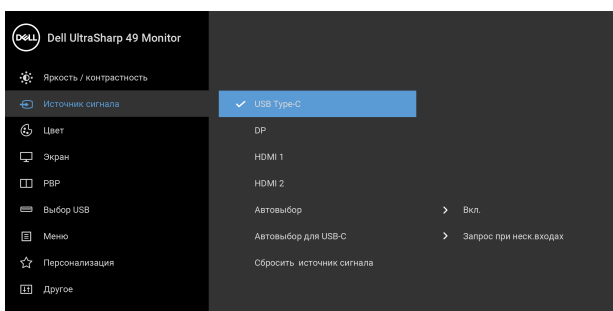 DELL
Dell UltraSharp 49 Monitor
Яркость / контрастность
Источник сигнала
USB Type-C
Цвет
DP
Экран
HDMI 1
PBP
HDMI 2
Выбор USB
Автовыбор
Вкл.
Меню
Автовыбор для USB-C
Запрос при неск.входах
Персонализация
Сбросить источник сигнала
Другое